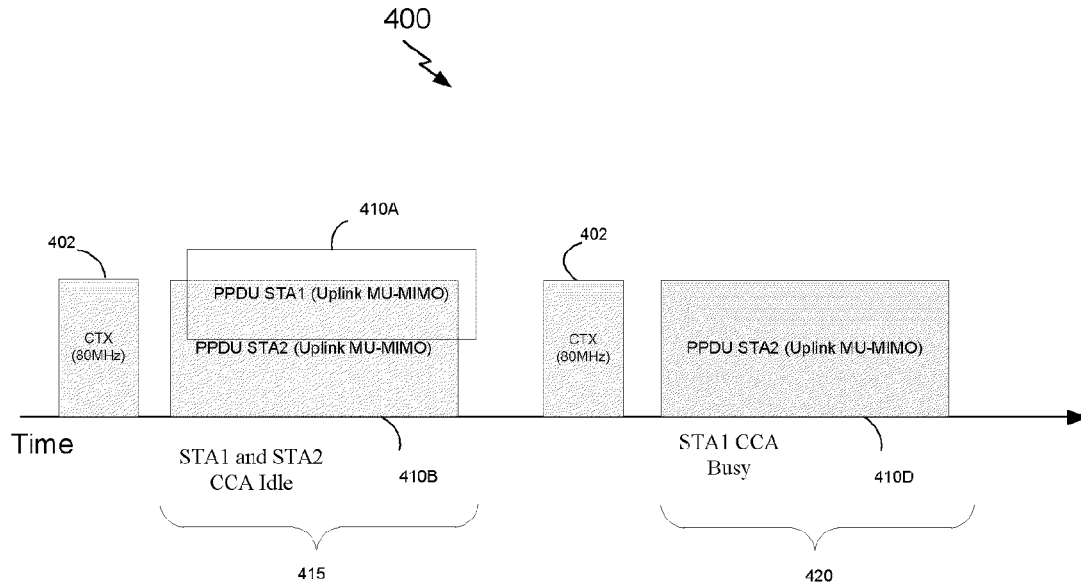 400
410A
402
402
PPDU STA1 (Uplink MU-MIMO)
CTX
(80MHz)
PPDU STA2 (Uplink MU-MIMO)
CTX
(80MHz)
PPDU STA2 (Uplink MU-MIMO)
Time
STA1 and STA2
CCA Idle
410B
STA1 CCA
Busy
410D
415
420